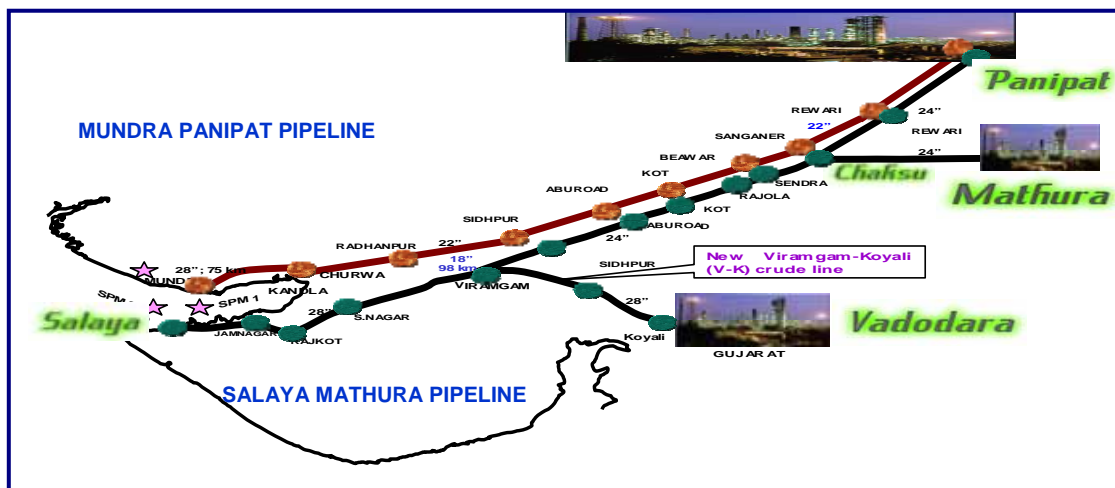 Panipat
REWARI
24"
MUNDRA PANIPAT PIPELINE
22"
SANGANER
REWARI
24"
BEAWAR
Chaksu
KOT
SENDRA
Mathura
RAJOLA
ABUROAD
KOT
SIDHPUR
ABUROAD
22"
24"
RADHANPUR
18"
New Viramgam-Koyali
(V-K) crude line
98 km
SIDHPUR
28" ; 75 km
CHURWA
MUND
VIRAMGAM
KANDLA
SPM
SPM 1
28"
28"
S.NAGAR
Salaya
Vadodara
JAMNAGAR
RAJKOT
Koyali
GUJARAT
SALAYA MATHURA PIPELINE